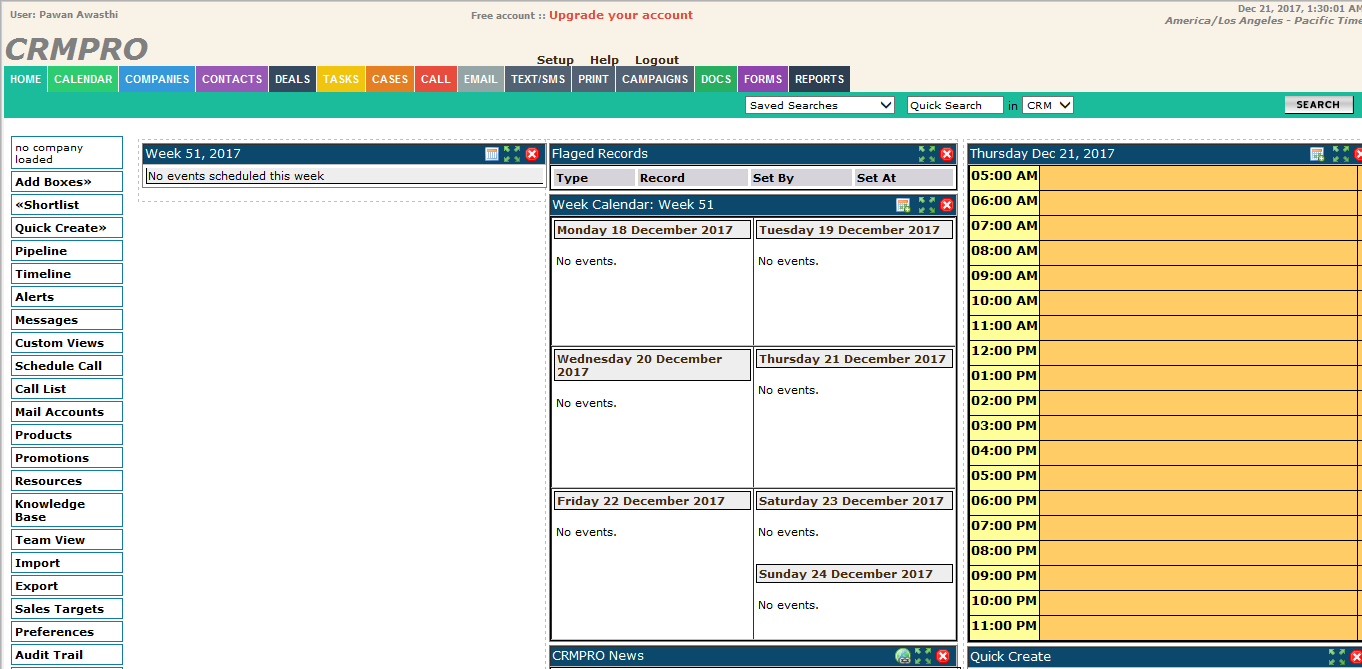 User: Pawan Awasthi
Free account :: Upgrade your account
Dec 21, 2017, 1:30:01 AM
America/Los Angeles - Pacific Time
CRMPRO
Setup Help Logout
HOME CALENDAR COMPANIES CONTACTS DEALS TASKS CASES CALL EMAIL TEXT/SMS PRINT CAMPAIGNS DOCS FORMS REPORTS
Saved Searches Quick Search in CRM SEARCH
no company
loaded
Add Boxes»
«Shortlist
Quick Create»
Pipeline
Timeline
Alerts
Messages
Custom Views
Schedule Call
Call List
Mail Accounts
Products
Promotions
Resources
Knowledge
Base
Team View
Import
Export
Sales Targets
Preferences
Audit Trail
Week 51, 2017
No events scheduled this week
Flaged Records
Type Record Set By Set At
Week Calendar: Week 51
Monday 18 December 2017
No events.
Tuesday 19 December 2017
No events.
Wednesday 20 December
2017
No events.
Thursday 21 December 2017
No events.
Friday 22 December 2017
No events.
Saturday 23 December 2017
No events.
Sunday 24 December 2017
No events.
CRMPRO News
Thursday Dec 21, 2017
05:00 AM
06:00 AM
07:00 AM
08:00 AM
09:00 AM
10:00 AM
11:00 AM
12:00 PM
01:00 PM
02:00 PM
03:00 PM
04:00 PM
05:00 PM
06:00 PM
07:00 PM
08:00 PM
09:00 PM
10:00 PM
11:00 PM
Quick Create